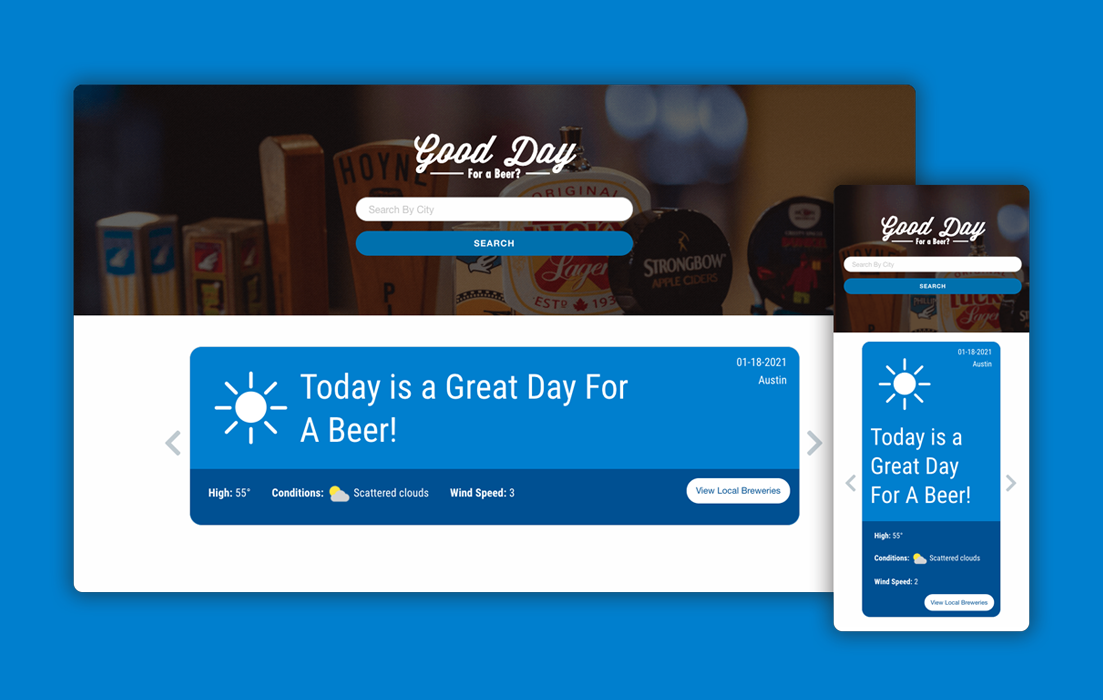 Good Day
For a Beer?
Search By City
SEARCH
HOYNE
ORIGINAL
LUCKY
Lager
ESTD 193
STRONGBOW
APPLE CIDERS
01-18-2021
Austin
Today is a Great Day For
A Beer!
High: 55° Conditions: Scattered clouds Wind Speed: 3
View Local Breweries
Good Day
For a Beer?
Search By City
SEARCH
Lager
01-18-2021
Austin
Today is a
Great Day
For A Beer!
High: 55°
Conditions: Scattered clouds
Wind Speed: 2
View Local Breweries